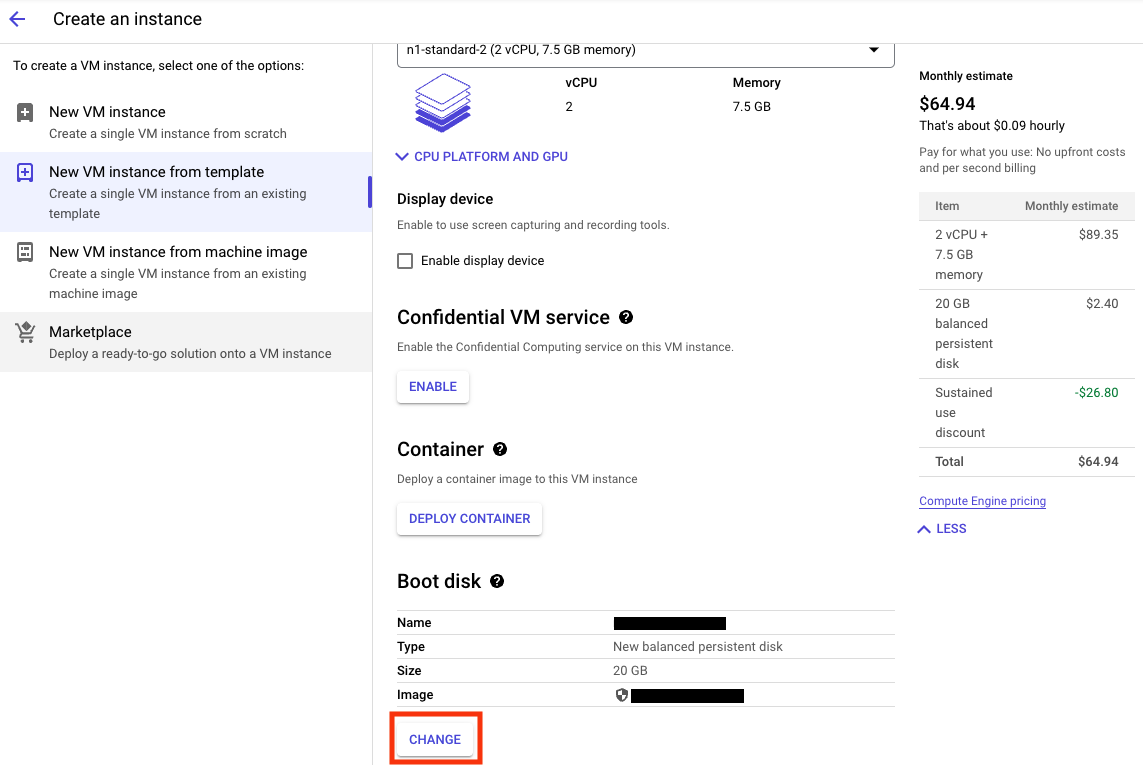 Create an instance
To create a VM instance, select one of the options:
New VM instance
Create a single VM instance from scratch
New VM instance from template
Create a single VM instance from an existing
template
New VM instance from machine image
Create a single VM instance from an existing
machine image
Marketplace
Deploy a ready-to-go solution onto a VM instance
n1-standard-2 (2 vCPU, 7.5 GB memory)
vCPU Memory
2 7.5 GB
CPU PLATFORM AND GPU
Display device
Enable to use screen capturing and recording tools.
Enable display device
Confidential VM service
Enable the Confidential Computing service on this VM instance.
ENABLE
Container
Deploy a container image to this VM instance
DEPLOY CONTAINER
Boot disk
Name
Type New balanced persistent disk
Size 20 GB
Image
CHANGE
Monthly estimate
$64.94
That's about $0.09 hourly
Pay for what you use: No upfront costs
and per second billing
Item Monthly estimate
2 vCPU + $89.35
7.5 GB
memory
20 GB $2.40
balanced
persistent
disk
Sustained -$26.80
use
discount
Total $64.94
Compute Engine pricing
LESS